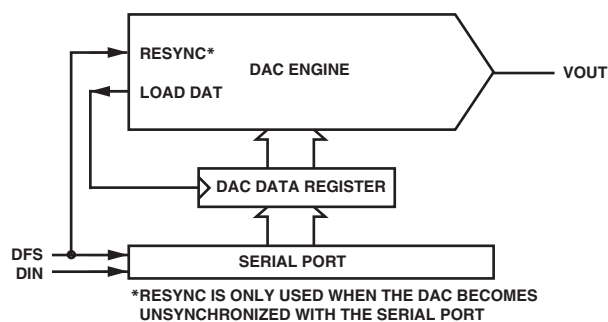 RESYNC*
DAC ENGINE
VOUT
LOAD DAT
DAC DATA REGISTER
DFS
DIN
SERIAL PORT
*RESYNC IS ONLY USED WHEN THE DAC BECOMES
UNSYNCHRONIZED WITH THE SERIAL PORT